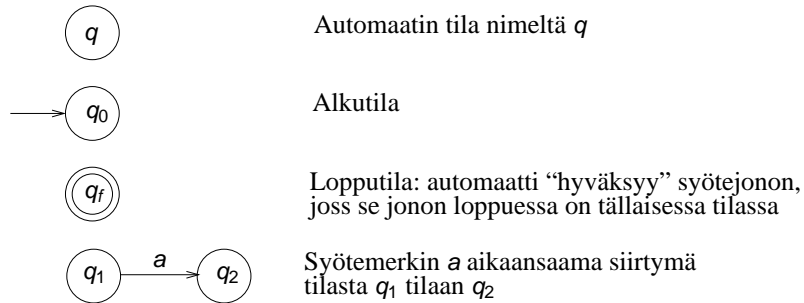 q Automaatin tila nimeltä q
q0 Alkutila
qf Lopputila: automaatti “hyväksyy” syötejonon,
joss se jonon loppuessa on tällaisessa tilassa
q1 a q2 Syötemerkin a aikaansaama siirtymä
tilasta q1 tilaan q2